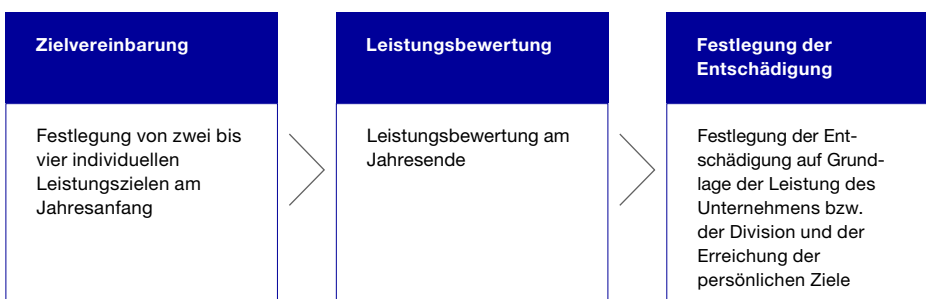 Zielvereinbarung
Festlegung von zwei bis
vier individuellen
Leistungszielen am
Jahresanfang
Leistungsbewertung
Leistungsbewertung am
Jahresende
Festlegung der
Entschädigung
Festlegung der Ent-
schädigung auf Grund-
lage der Leistung des
Unternehmens bzw.
der Division und der
Erreichung der
persönlichen Ziele